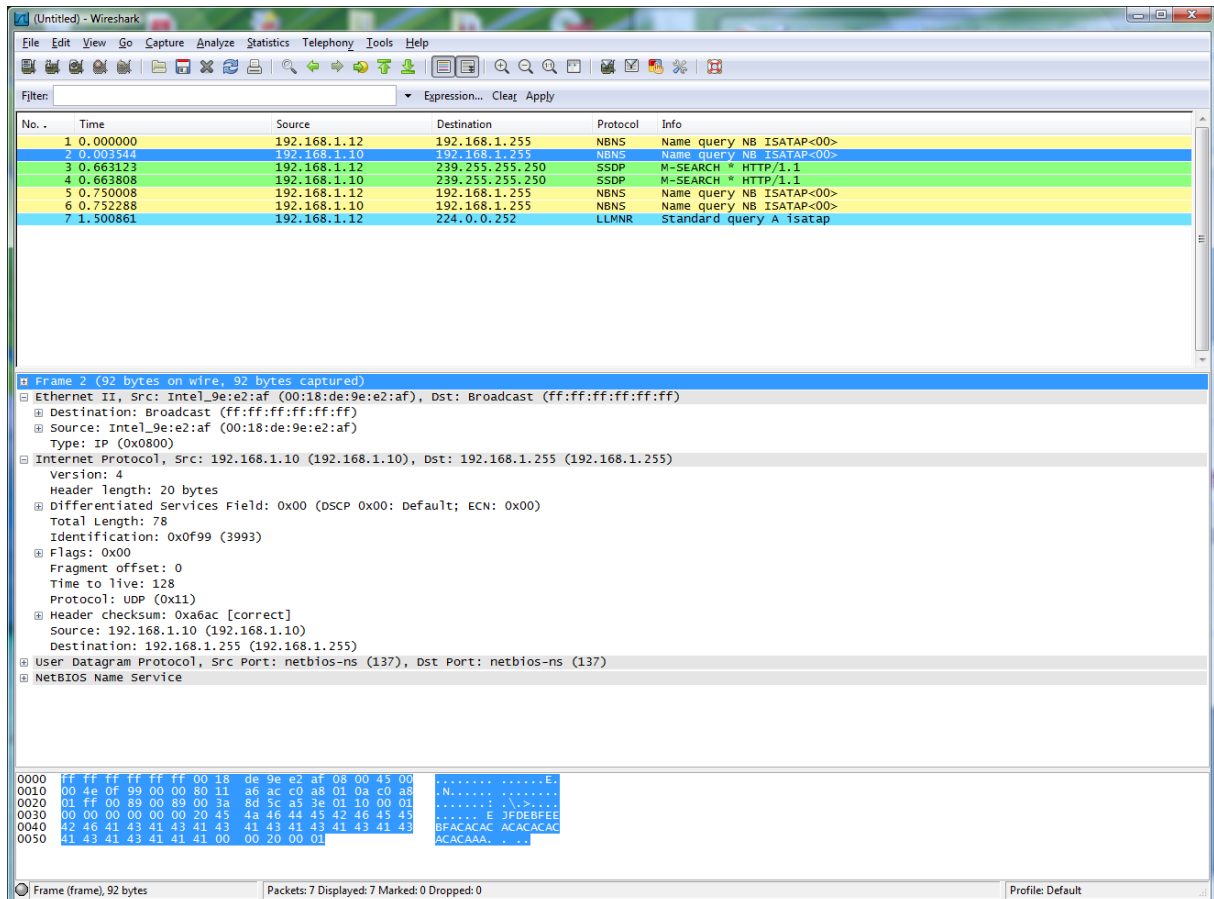 (Untitled) - Wireshark
File Edit View Go Capture Analyze Statistics Telephony Tools Help
Filter: Expression... Clear Apply
No. . Time Source Destination Protocol Info
1 0.000000 192.168.1.12 192.168.1.255 NBNS Name query NB ISATAP<00>
2 0.003544 192.168.1.10 192.168.1.255 NBNS Name query NB ISATAP<00>
3 0.663123 192.168.1.12 239.255.255.250 SSDP M-SEARCH * HTTP/1.1
4 0.663808 192.168.1.10 239.255.255.250 SSDP M-SEARCH * HTTP/1.1
5 0.750008 192.168.1.12 192.168.1.255 NBNS Name query NB ISATAP<00>
6 0.752288 192.168.1.10 192.168.1.255 NBNS Name query NB ISATAP<00>
7 1.500861 192.168.1.12 224.0.0.252 LLMNR Standard query A isatap
Frame 2 (92 bytes on wire, 92 bytes captured)
Ethernet II, Src: Intel_9e:e2:af (00:18:de:9e:e2:af), Dst: Broadcast (ff:ff:ff:ff:ff:ff)
Destination: Broadcast (ff:ff:ff:ff:ff:ff)
Source: Intel_9e:e2:af (00:18:de:9e:e2:af)
Type: IP (0x0800)
Internet Protocol, Src: 192.168.1.10 (192.168.1.10), Dst: 192.168.1.255 (192.168.1.255)
Version: 4
Header length: 20 bytes
Differentiated Services Field: 0x00 (DSCP 0x00: Default; ECN: 0x00)
Total Length: 78
Identification: 0x0f99 (3993)
Flags: 0x00
Fragment offset: 0
Time to live: 128
Protocol: UDP (0x11)
Header checksum: 0xa6ac [correct]
Source: 192.168.1.10 (192.168.1.10)
Destination: 192.168.1.255 (192.168.1.255)
User Datagram Protocol, Src Port: netbios-ns (137), Dst Port: netbios-ns (137)
NetBIOS Name Service
0000 ff ff ff ff ff ff 00 18 de 9e e2 af 08 00 45 00 ........ ......E.
0010 00 4e 0f 99 00 00 80 11 a6 ac c0 a8 01 0a c0 a8 .N...... ........
0020 01 ff 00 89 00 89 00 3a 8d 5c a5 3e 01 10 00 01 .......: .\.>....
0030 00 00 00 00 00 00 20 45 4a 46 44 45 42 46 45 45 ...... E JFDEBFEE
0040 42 46 41 43 41 43 41 43 41 43 41 43 41 43 41 43 BFACACAC ACACACAC
0050 41 43 41 43 41 41 41 00 00 20 00 01 ACACAAA. . ..
Frame (frame), 92 bytes Packets: 7 Displayed: 7 Marked: 0 Dropped: 0 Profile: Default